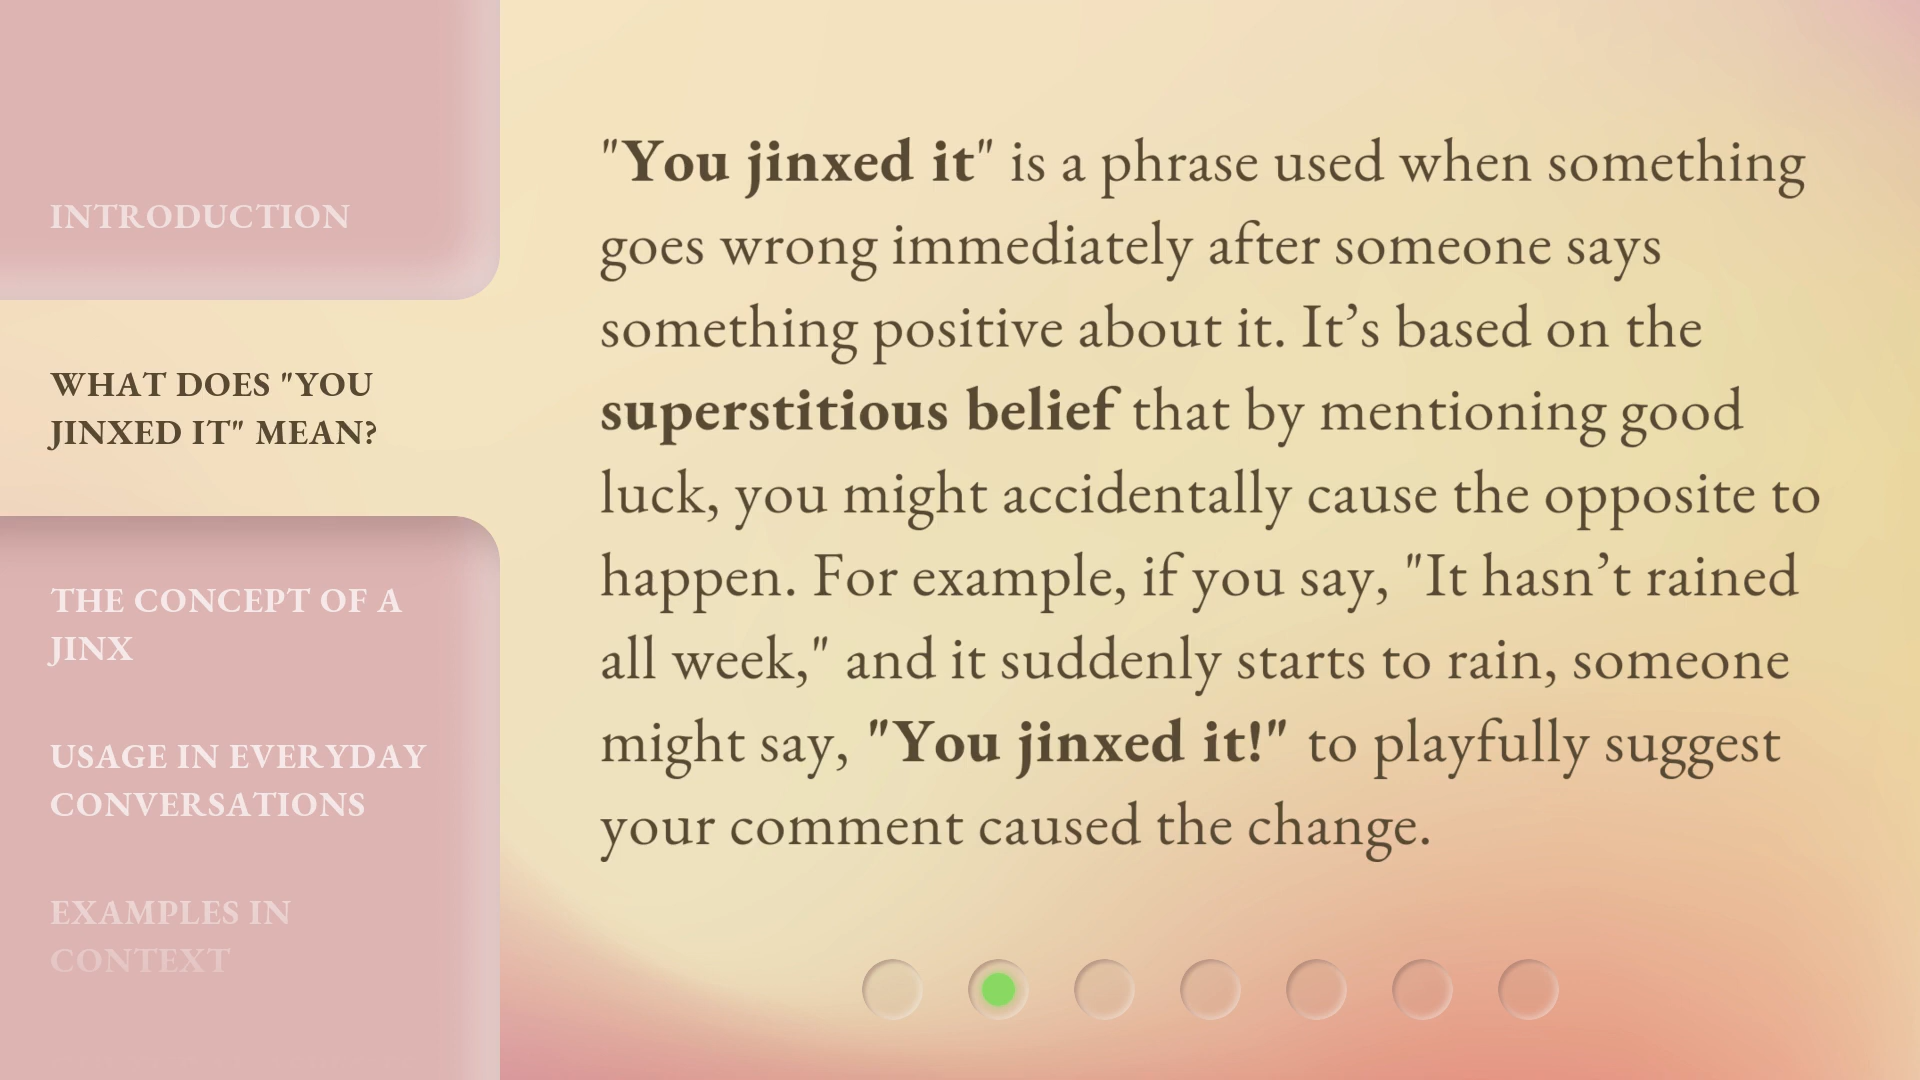 INTRODUCTION
WHAT DOES "YOU
JINXED IT" MEAN?
THE CONCEPT OF A
JINX
USAGE IN EVERYDAY
CONVERSATIONS
EXAMPLES IN
CONTEXT
"You jinxed it" is a phrase used when something
goes wrong immediately after someone says
something positive about it. It’s based on the
superstitious belief that by mentioning good
luck, you might accidentally cause the opposite to
happen. For example, if you say, "It hasn’t rained
all week," and it suddenly starts to rain, someone
might say, "You jinxed it!" to playfully suggest
your comment caused the change.